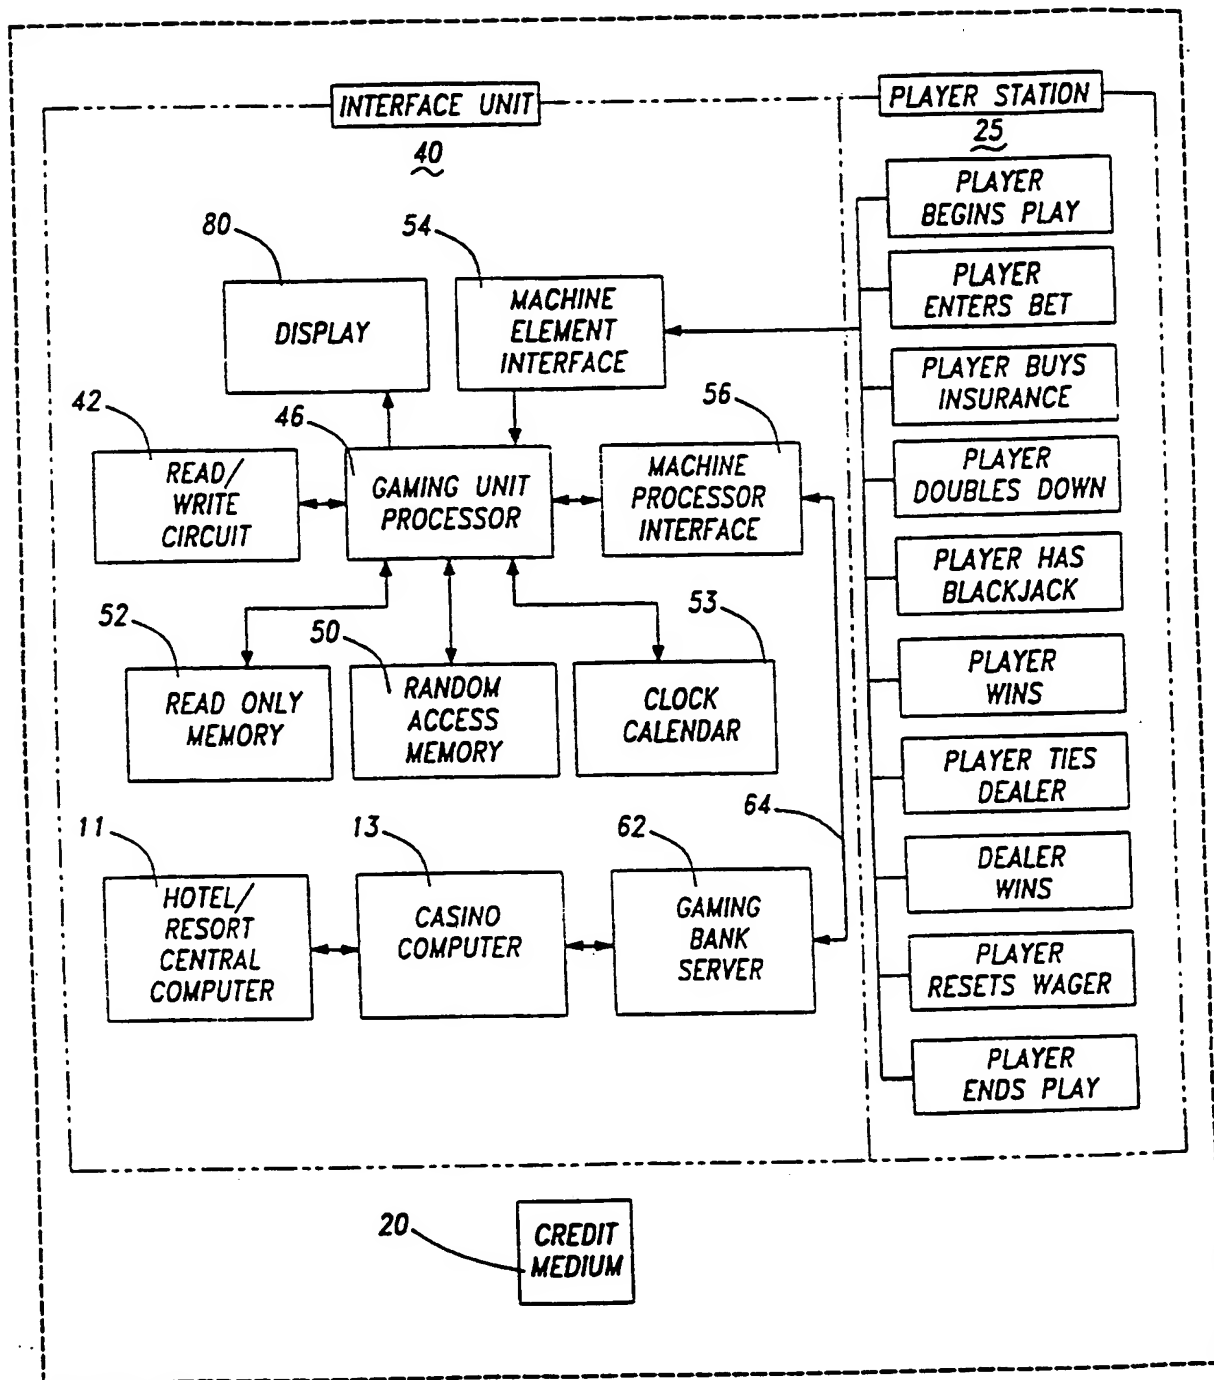 INTERFACE UNIT
40
PLAYER STATION
25
80
DISPLAY
54
MACHINE
ELEMENT
INTERFACE
42
READ/
WRITE
CIRCUIT
46
GAMING UNIT
PROCESSOR
56
MACHINE
PROCESSOR
INTERFACE
52
READ ONLY
MEMORY
50
RANDOM
ACCESS
MEMORY
53
CLOCK
CALENDAR
11
HOTEL/
RESORT
CENTRAL
COMPUTER
13
CASINO
COMPUTER
62
GAMING
BANK
SERVER
64
PLAYER
BEGINS PLAY
PLAYER
ENTERS BET
PLAYER BUYS
INSURANCE
PLAYER
DOUBLES DOWN
PLAYER HAS
BLACKJACK
PLAYER
WINS
PLAYER TIES
DEALER
DEALER
WINS
PLAYER
RESETS WAGER
PLAYER
ENDS PLAY
20
CREDIT
MEDIUM